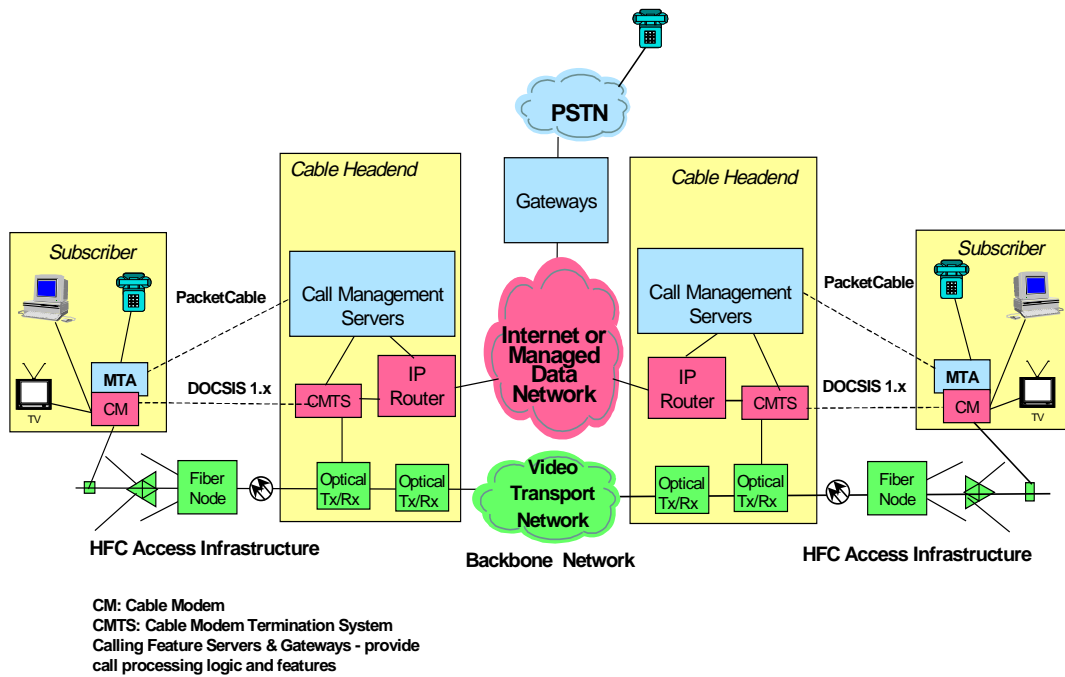 PSTN
Cable Headend
Gateways
Cable Headend
Subscriber
PacketCable
Call Management
Servers
MTA
CM
TV
DOCSIS 1.x
CMTS
IP
Router
Internet or
Managed
Data
Network
Call Management
Servers
IP
Router
CMTS
PacketCable
DOCSIS 1.x
Subscriber
MTA
CM
TV
Fiber
Node
Optical
Tx/Rx
Optical
Tx/Rx
Video
Transport
Network
Optical
Tx/Rx
Optical
Tx/Rx
Fiber
Node
HFC Access Infrastructure
Backbone Network
HFC Access Infrastructure
CM: Cable Modem
CMTS: Cable Modem Termination System
Calling Feature Servers & Gateways - provide
call processing logic and features